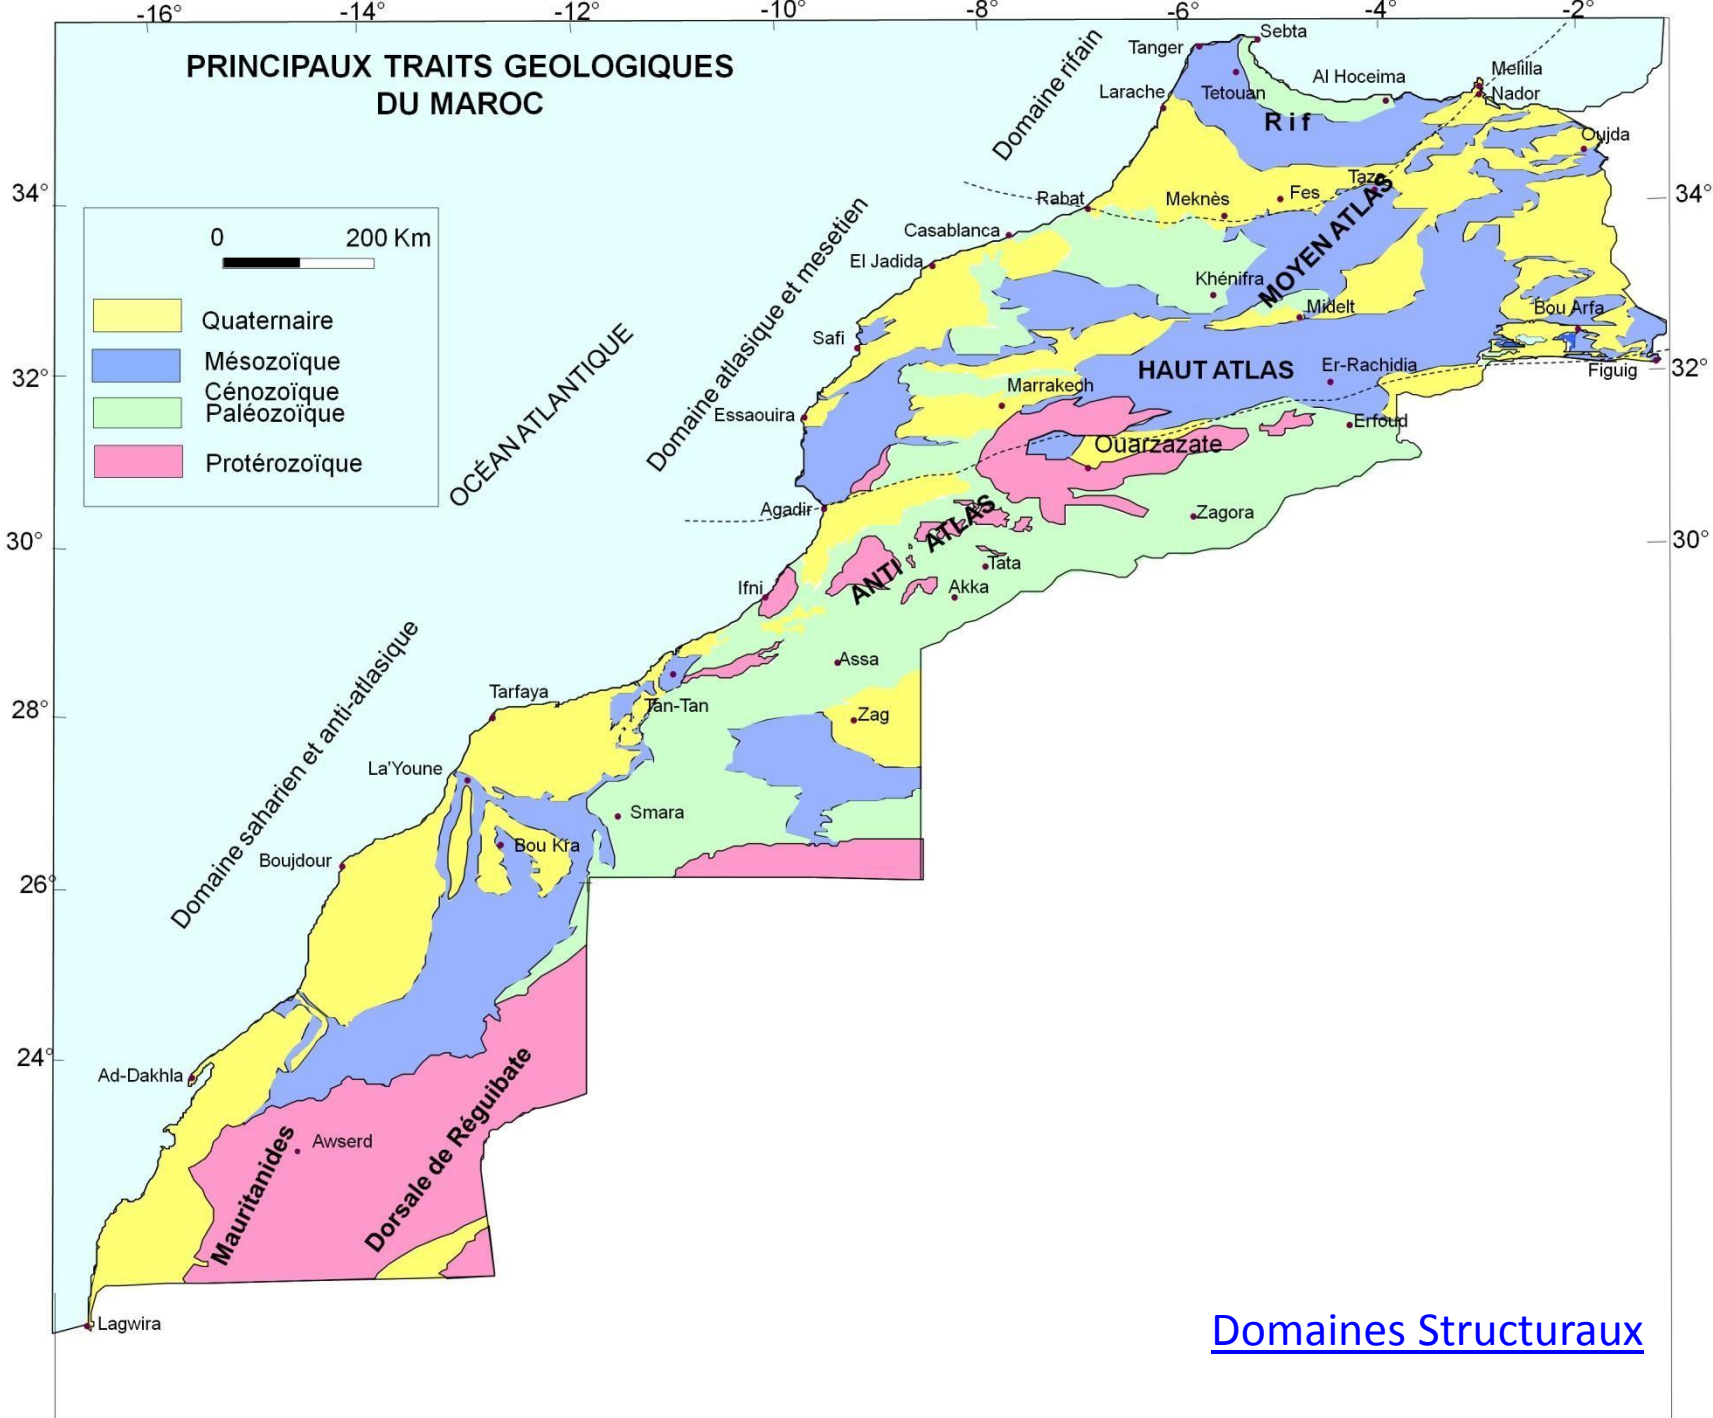 -16° -14° -12° -10° -8° -6° -4° -2°
PRINCIPAUX TRAITS GEOLOGIQUES
DU MAROC
Domaine rifain
Tanger
Sebta
Larache
Tetouan
Al Hoceima
Melilla
Nador
Rif
Oujda
34°
34°
Rabat
Meknès
Fes
Taza
MOYEN ATLAS
0 200 Km
Casablanca
El Jadida
Khénifra
Midelt
Bou Arfa
Quaternaire
Mésozoïque
Cénozoïque
Paléozoïque
Protérozoïque
Domaine atlasique et mesetien
OCÉAN ATLANTIQUE
Safi
32°
32°
HAUT ATLAS
Er-Rachidia
Figuig
Marrakech
Essaouira
Erfoud
Ouarzazate
Agadir
ANTI ATLAS
Zagora
30°
30°
Tata
Ifni
Akka
Assa
Domaine saharien et anti-atlasique
28°
Tarfaya
Tan-Tan
Zag
La'Youne
Smara
Bou Kra
Boujdour
26°
24°
Ad-Dakhla
Awserd
Mauritanides
Dorsale de Réguibate
Lagwira
Domaines Structuraux